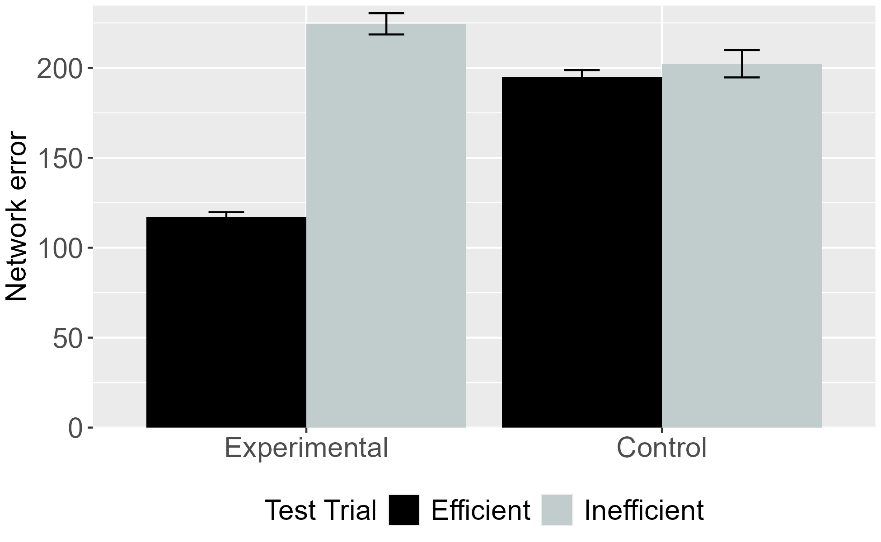 Network error
200
150
100
50
0
Experimental Control
Test Trial Efficient Inefficient